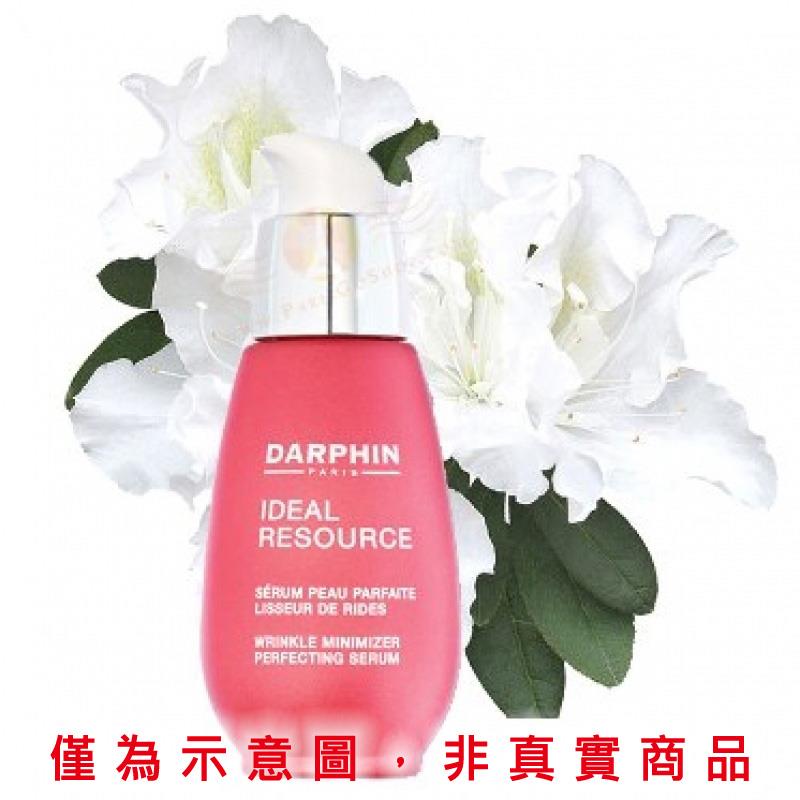 DARPHIN
PARIS
IDEAL
RESOURCE
SÉRUM PEAU PARFAITE
LISSEUR DE RIDES
WRINKLE MINIMIZER
PERFECTING SERUM
僅為示意圖，非真實商品